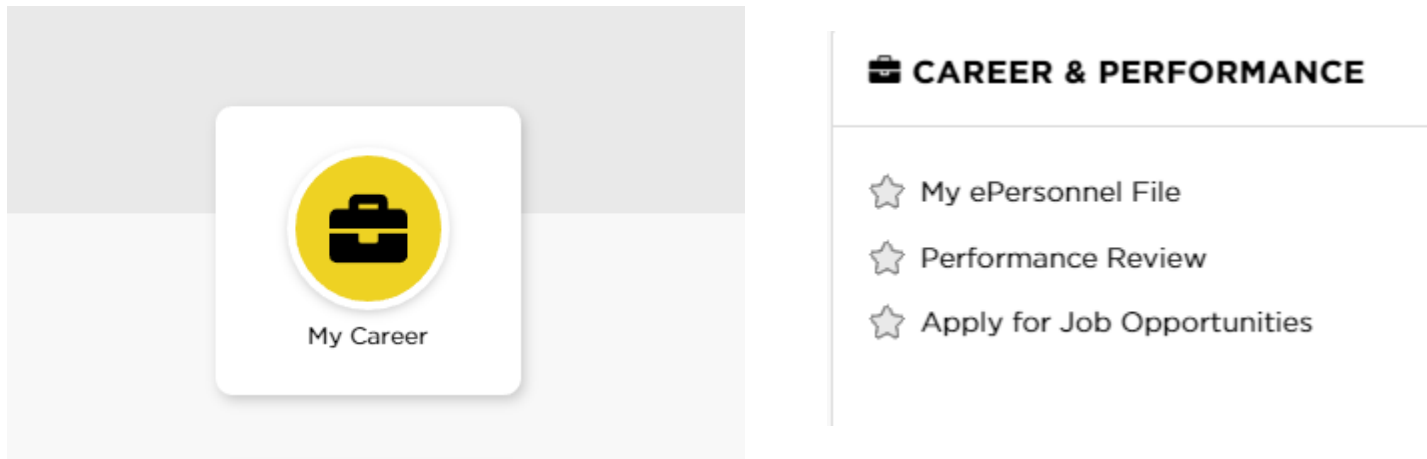 My Career
CAREER & PERFORMANCE
My ePersonnel File
Performance Review
Apply for Job Opportunities